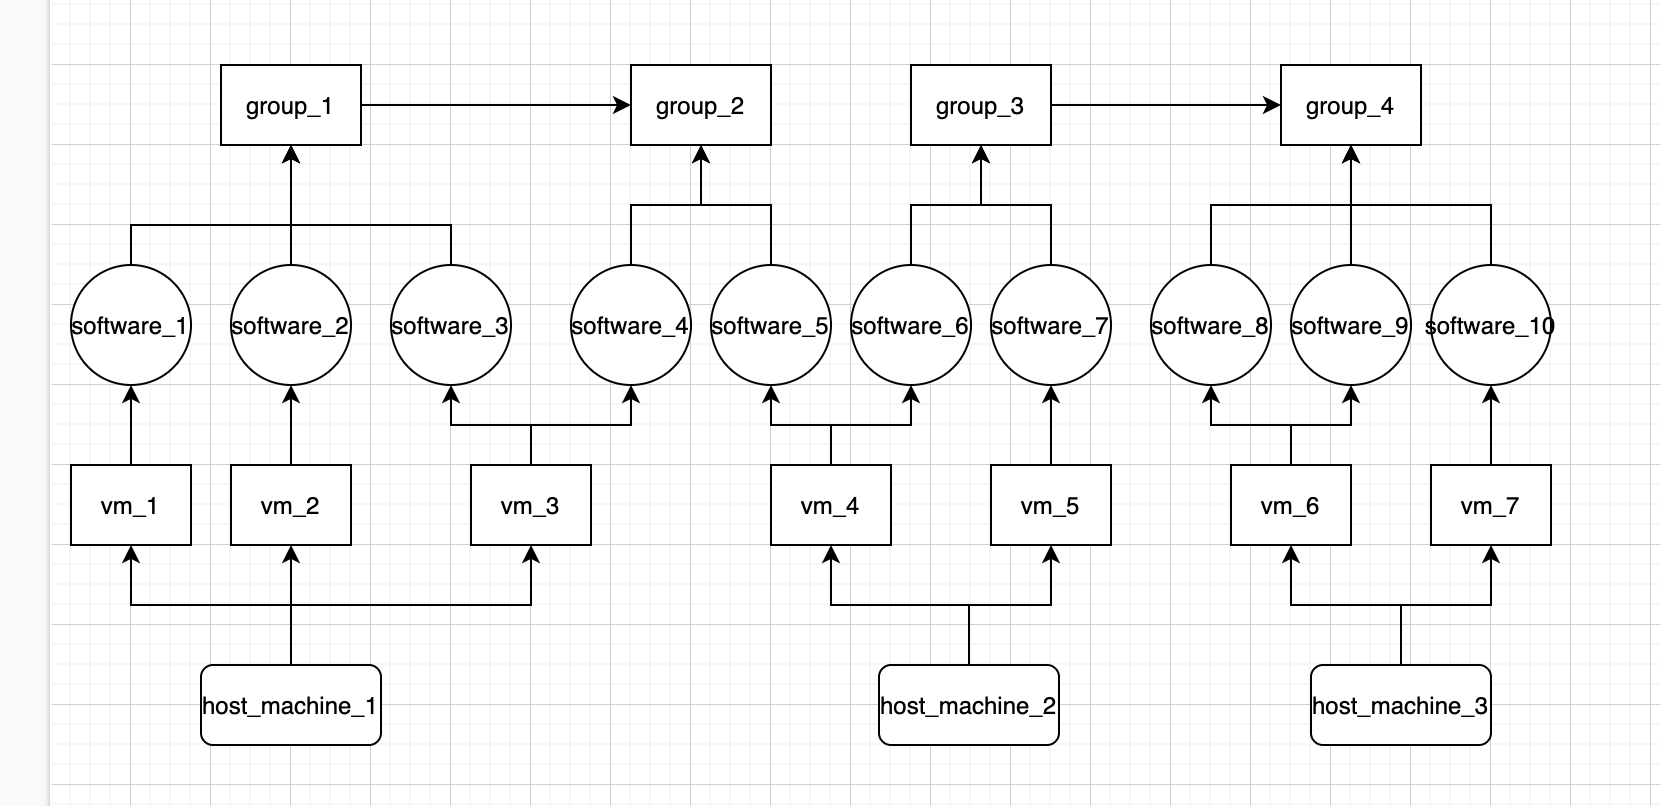 group_1
group_2
group_3
group_4
software_1
software_2
software_3
software_4
software_5
software_6
software_7
software_8
software_9
software_10
vm_1
vm_2
vm_3
vm_4
vm_5
vm_6
vm_7
host_machine_1
host_machine_2
host_machine_3